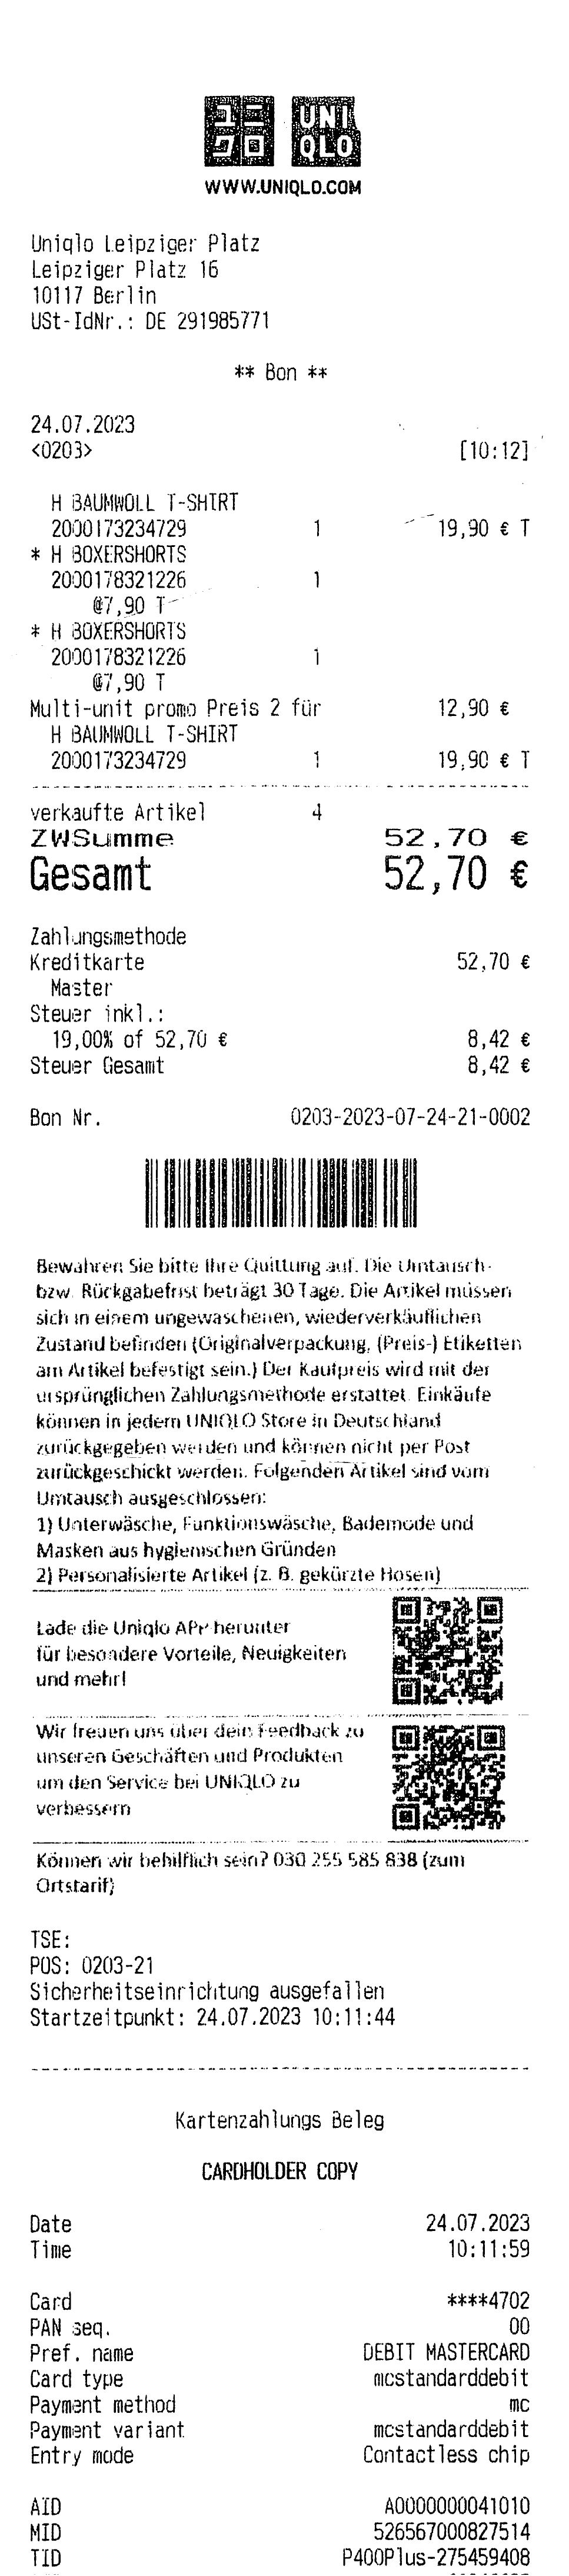 UNI
QLO
WWW.UNIQLO.COM
Uniqlo Leipziger Platz
Leipziger Platz 16
10117 Berlin
USt-IdNr.: DE 291985771
** Bon **
24.07.2023
<0203> [10:12]
H BAUMWOLL T-SHIRT
2000173234729 1 19,90 € T
* H BOXERSHORTS
2000178321226 1
@7,90 T
* H BOXERSHORTS
2000178321226 1
@7,90 T
Multi-unit promo Preis 2 für 12,90 €
H BAUMWOLL T-SHIRT
2000173234729 1 19,90 € T
verkaufte Artikel 4
ZWSumme 52,70 €
Gesamt 52,70 €
Zahlungsmethode
Kreditkarte 52,70 €
Master
Steuer inkl.:
19,00% of 52,70 € 8,42 €
Steuer Gesamt 8,42 €
Bon Nr. 0203-2023-07-24-21-0002
Bewahren Sie bitte Ihre Quittung auf. Die Umtausch-
bzw. Rückgabefrist beträgt 30 Tage. Die Artikel müssen
sich in einem ungewaschenen, wiederverkäuflichen
Zustand befinden (Originalverpackung, (Preis-) Etiketten
am Artikel befestigt sein.) Der Kaufpreis wird mit der
ursprünglichen Zahlungsmethode erstattet. Einkäufe
können in jedem UNIQLO Store in Deutschland
zurückgegeben werden und können nicht per Post
zurückgeschickt werden. Folgenden Artikel sind vom
Umtausch ausgeschlossen:
1) Unterwäsche, Funktionswäsche, Bademode und
Masken aus hygienischen Gründen
2) Personalisierte Artikel (z. B. gekürzte Hosen)
Lade die Uniqlo APP herunter
für besondere Vorteile, Neuigkeiten
und mehr!
Wir freuen uns über dein Feedback zu
unseren Geschäften und Produkten
um den Service bei UNIQLO zu
verbessern
Können wir behilflich sein? 030 255 585 838 (zum
Ortstarif)
TSE:
POS: 0203-21
Sicherheitseinrichtung ausgefallen
Startzeitpunkt: 24.07.2023 10:11:44
Kartenzahlungs Beleg
CARDHOLDER COPY
Date 24.07.2023
Time 10:11:59
Card ****4702
PAN seq. 00
Pref. name DEBIT MASTERCARD
Card type mcstandarddebit
Payment method mc
Payment variant mcstandarddebit
Entry mode Contactless chip
AID A0000000041010
MID 526567000827514
TID P400Plus-275459408